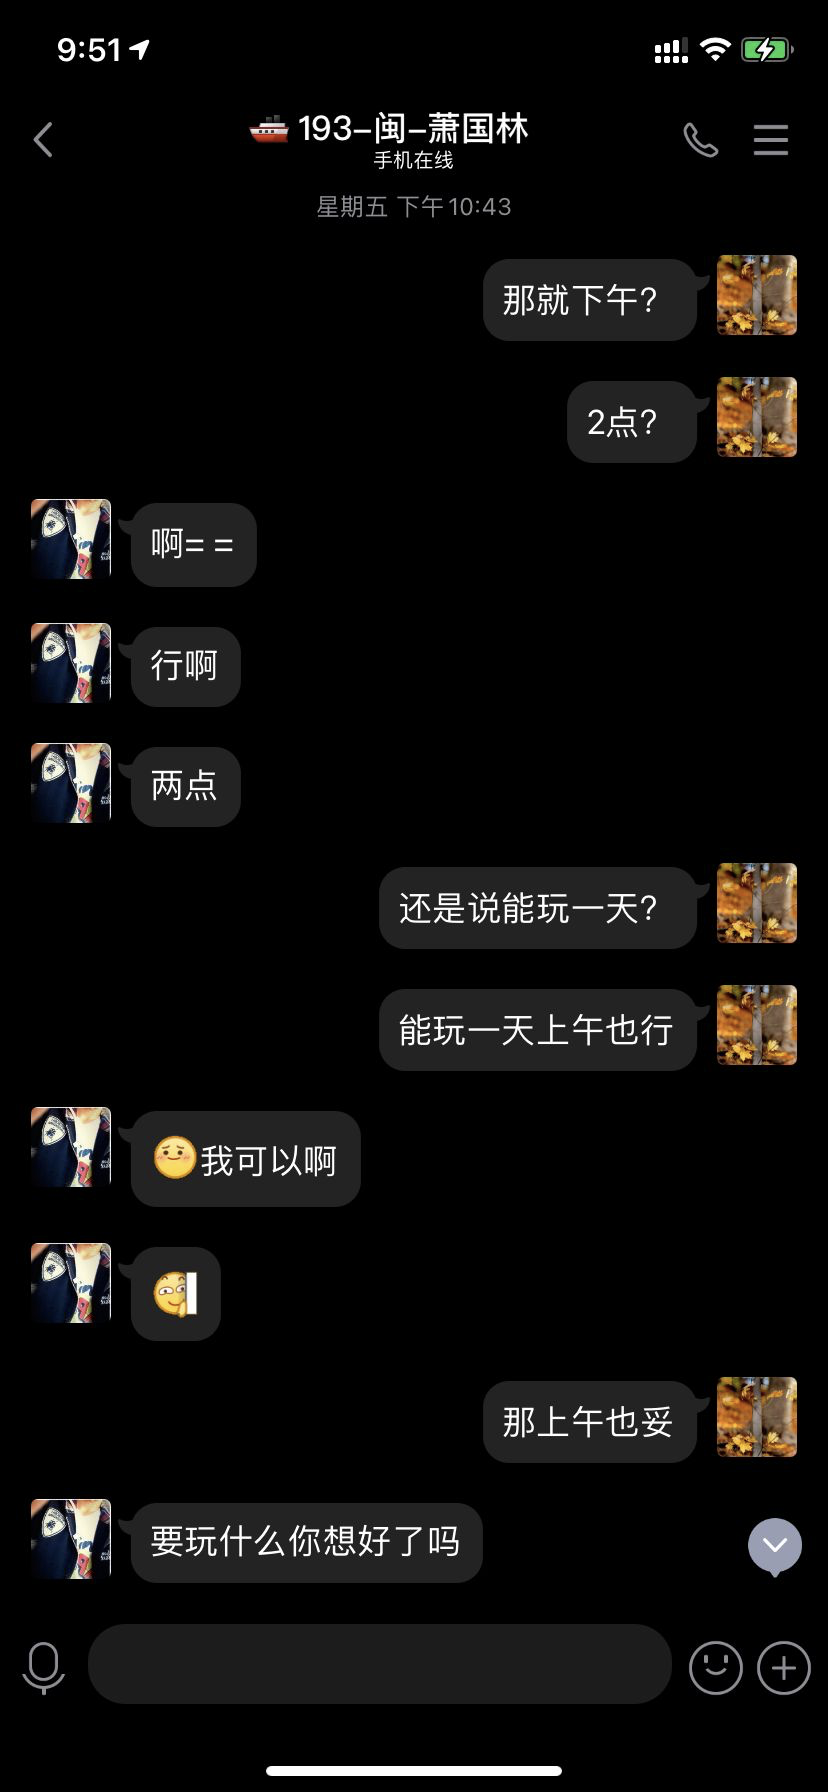 9:51
193-闽-萧国林
手机在线
星期五 下午10:43
那就下午?
2点?
啊= =
行啊
两点
还是说能玩一天?
能玩一天上午也行
我可以啊
那上午也妥
要玩什么你想好了吗